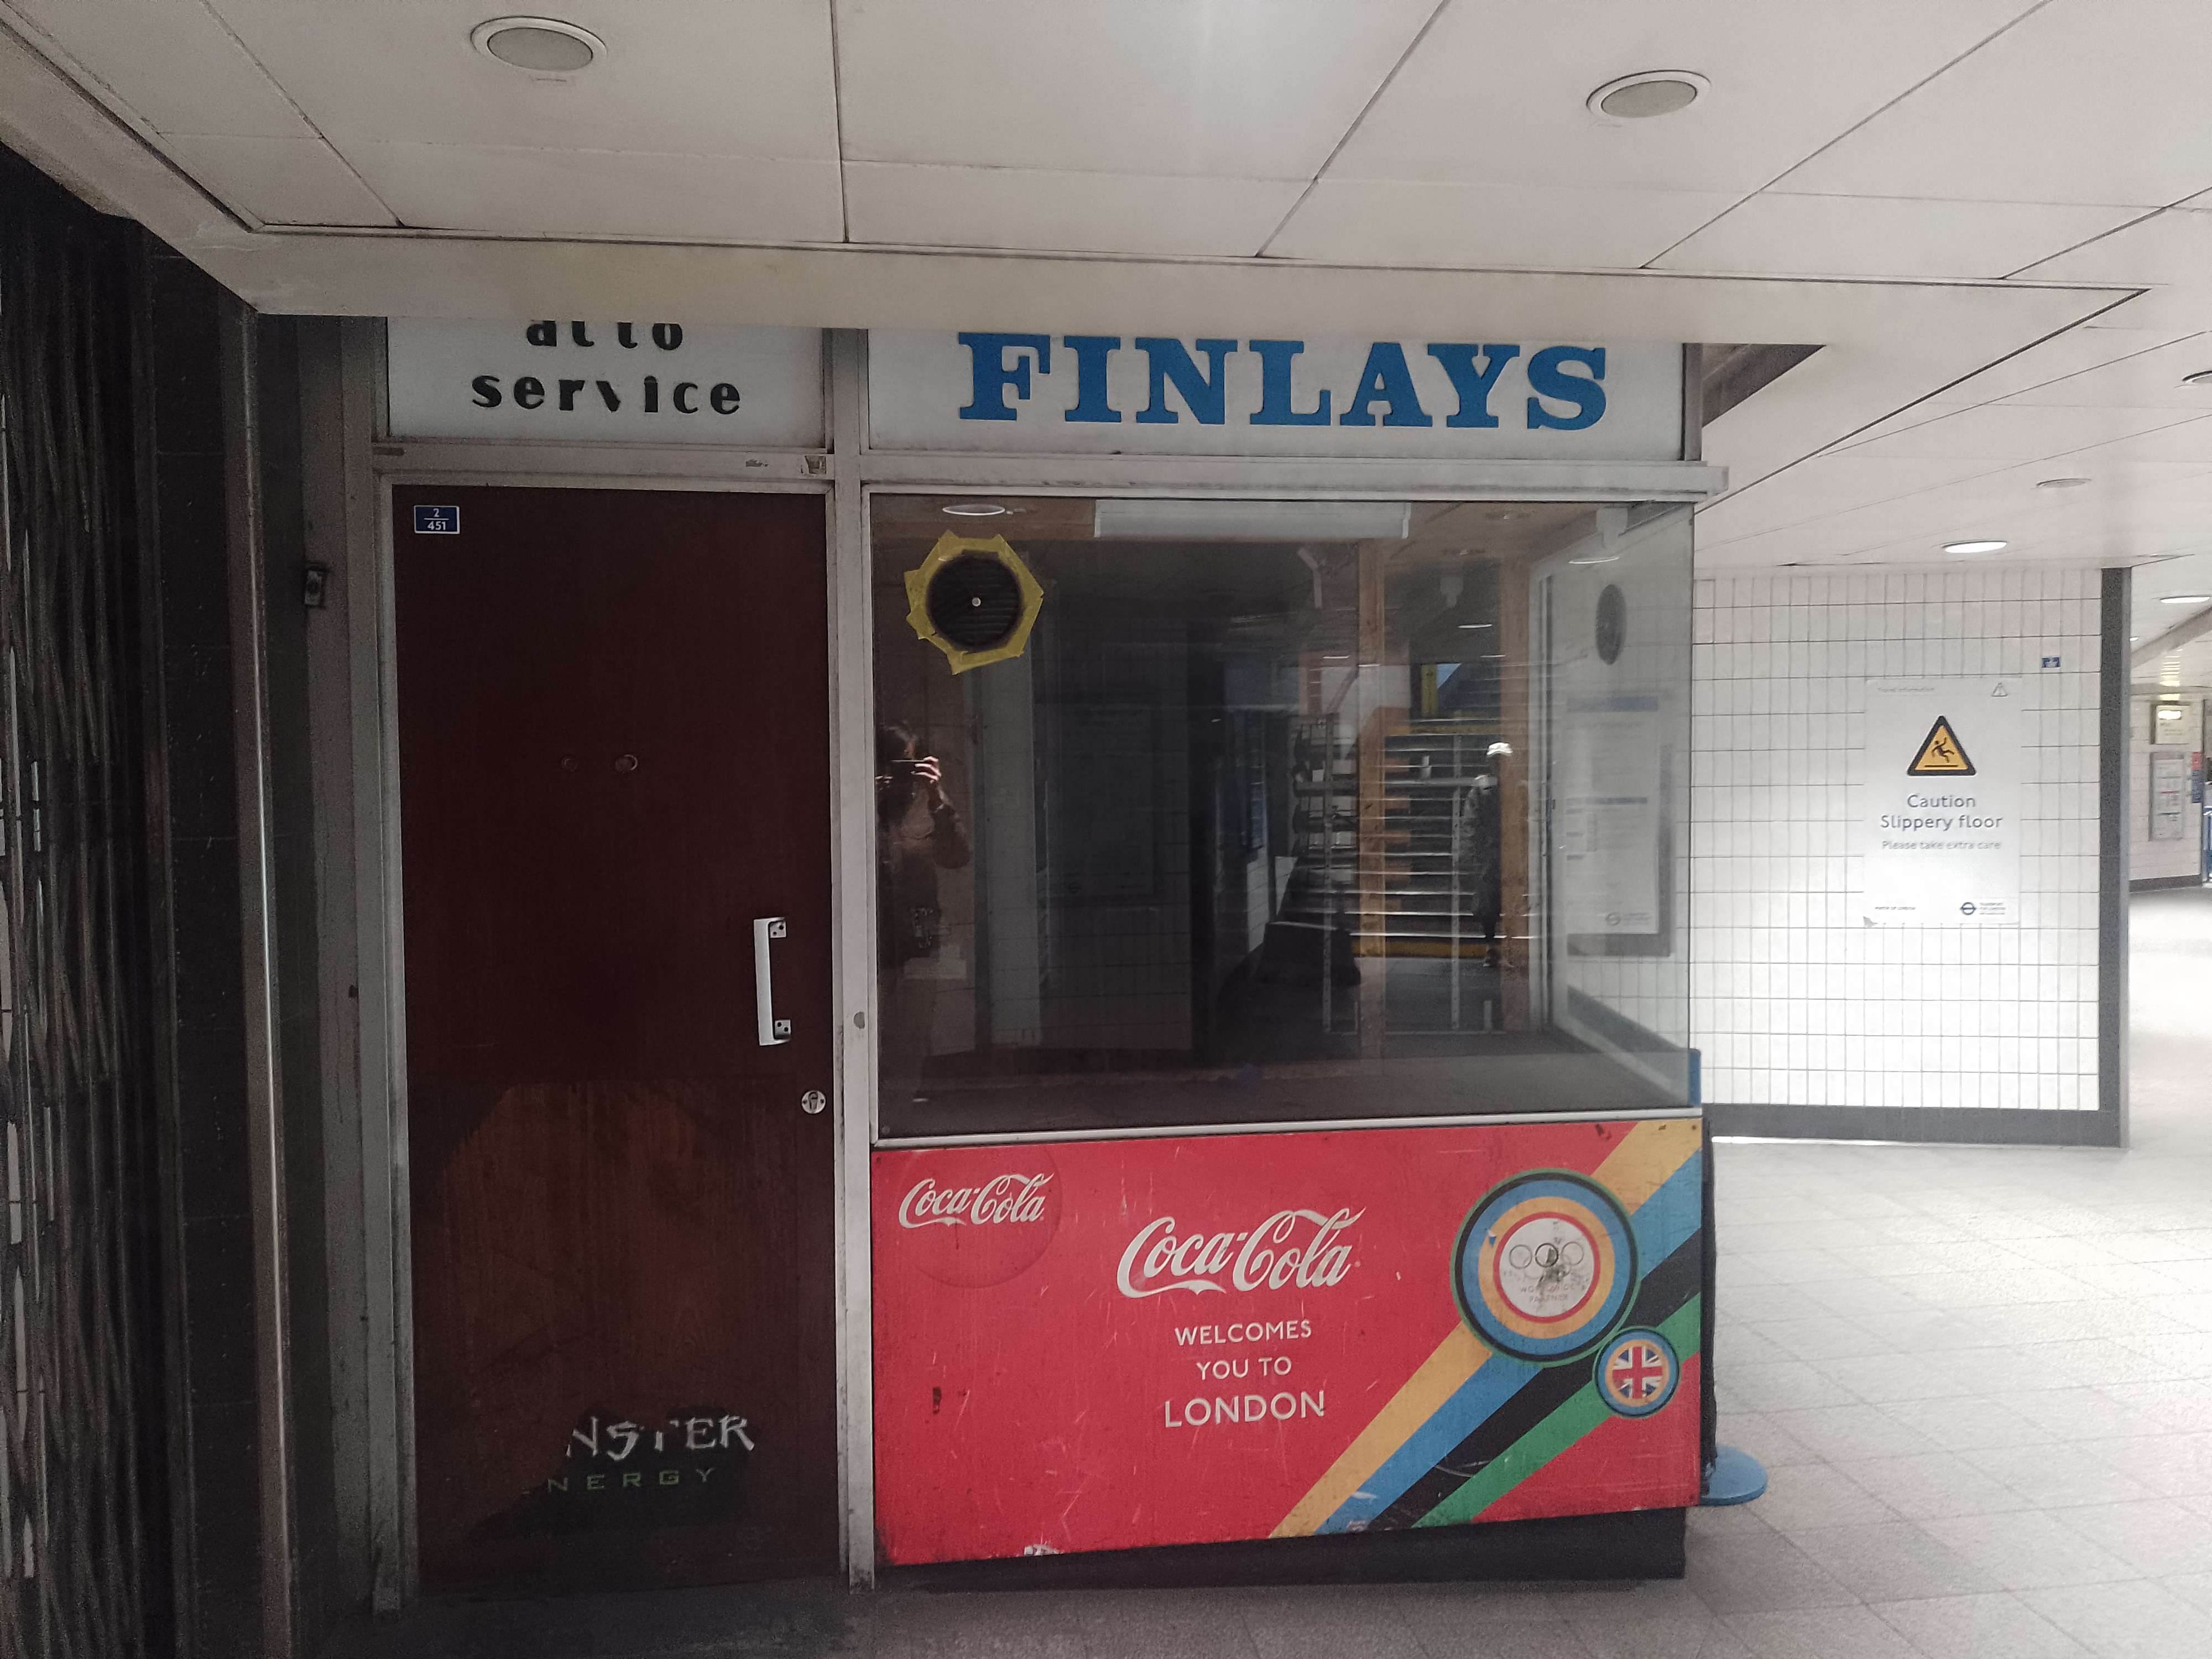 auto
service
FINLAYS
2
451
Coca-Cola
Coca-Cola
WELCOMES
YOU TO
LONDON
NSTER
NERGY
Caution
Slippery floor
Please take extra care